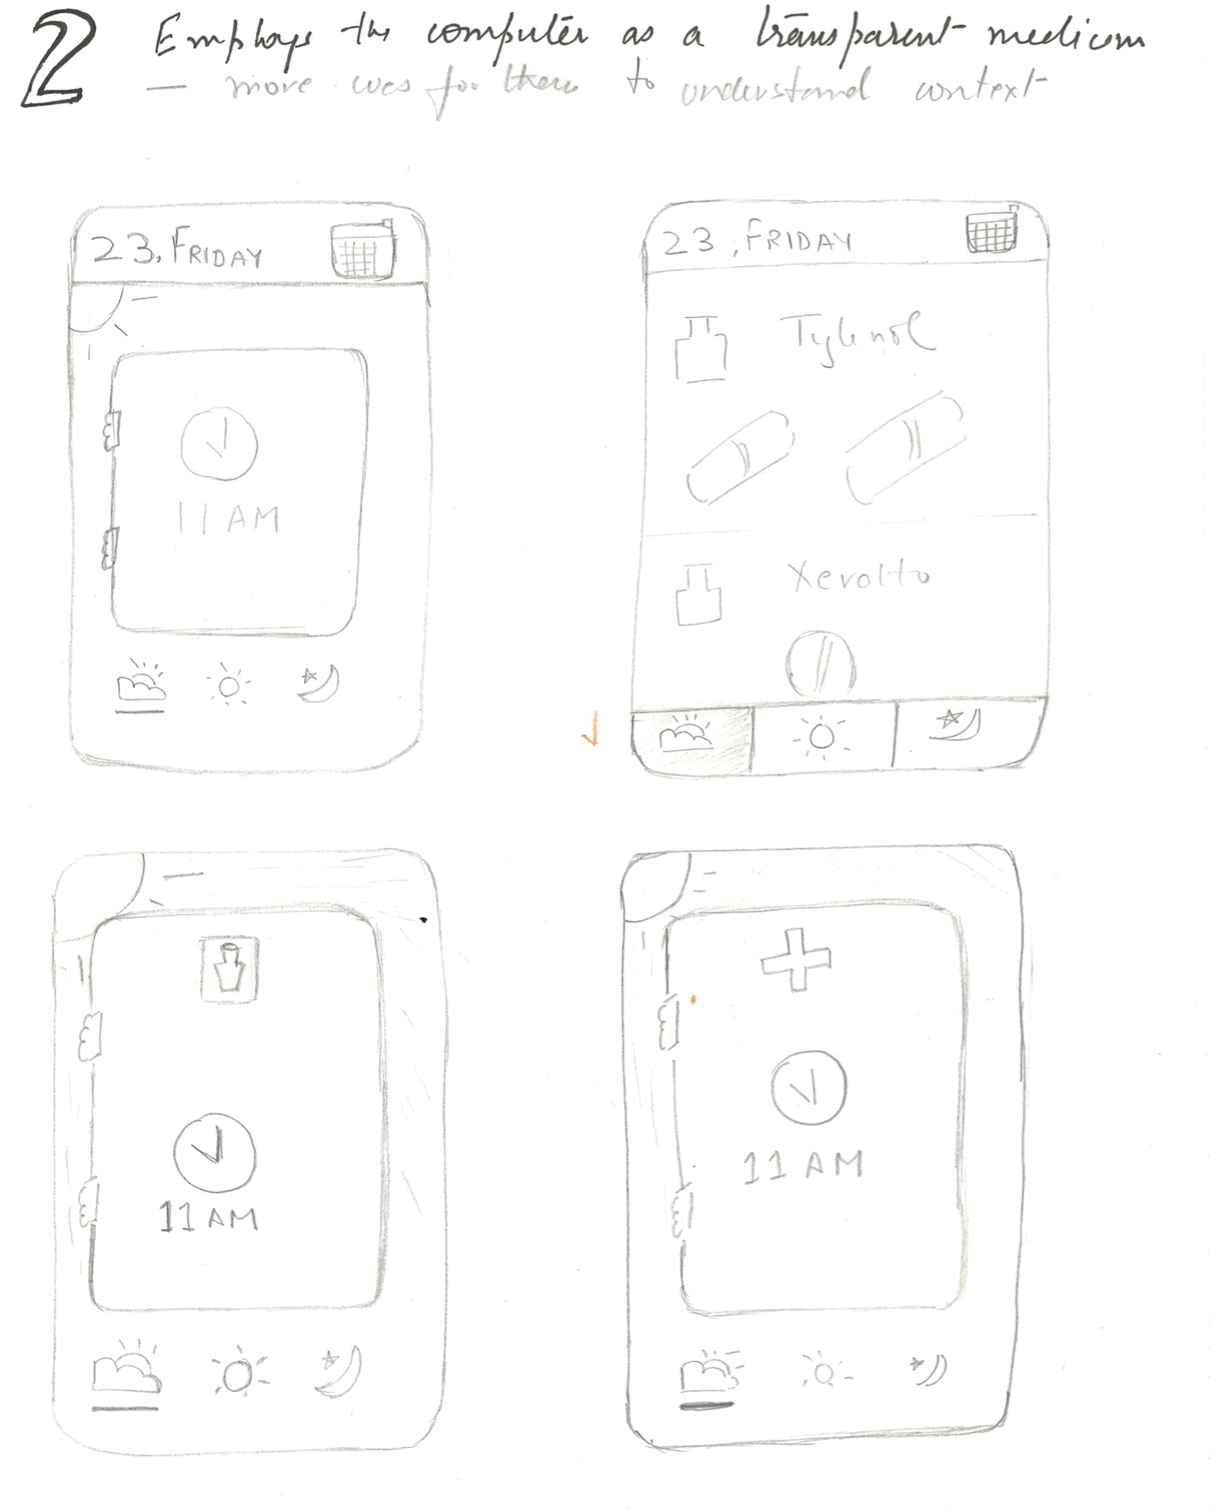 2 Employs the computer as a transparent medium
— more ways for them to understand context
23, FRIDAY
11 AM
23, FRIDAY
Tylenol
Xerolto
11 AM
11 AM